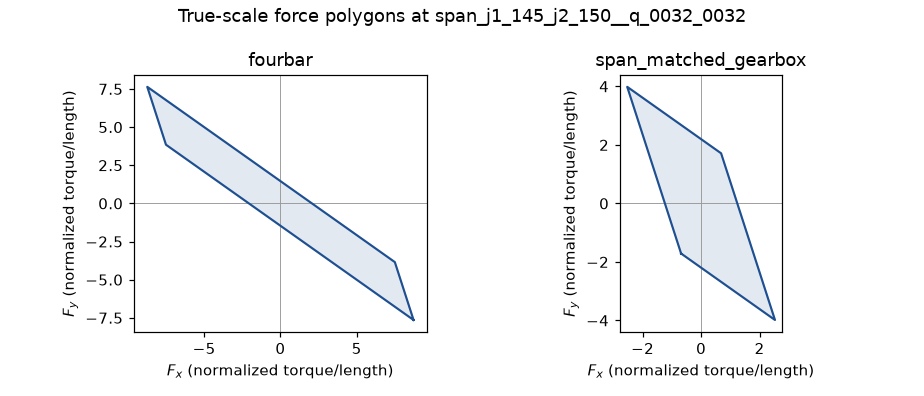 True-scale force polygons at span_j1_145_j2_150__q_0032_0032
fourbar
7.5
5.0
2.5
0.0
−2.5
−5.0
−7.5
F_y (normalized torque/length)
−5
0
5
F_x (normalized torque/length)
span_matched_gearbox
4
2
0
−2
−4
F_y (normalized torque/length)
−2
0
2
F_x (normalized torque/length)